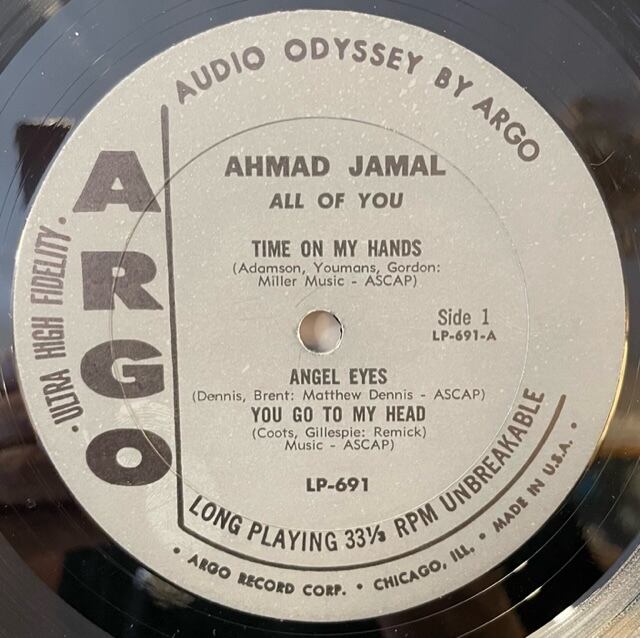 AUDIO ODYSSEY BY ARGO
ARGO
• ULTRA HIGH FIDELITY •
AHMAD JAMAL
ALL OF YOU
TIME ON MY HANDS
(Adamson, Youmans, Gordon:
Miller Music - ASCAP)
Side 1
LP-691-A
ANGEL EYES
(Dennis, Brent: Matthew Dennis - ASCAP)
YOU GO TO MY HEAD
(Coots, Gillespie: Remick)
Music - ASCAP)
LP-691
LONG PLAYING 33⅓ RPM UNBREAKABLE
• ARGO RECORD CORP. • CHICAGO, ILL. • MADE IN U.S.A. •